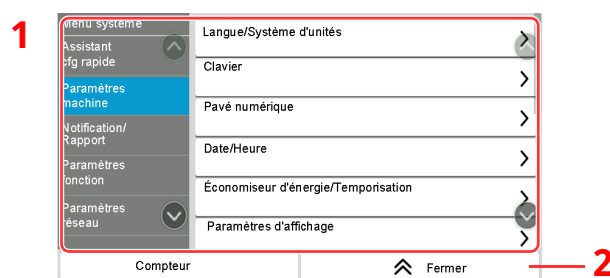 1
Menu système
Assistant
cfg rapide
Paramètres
machine
Notification/
Rapport
Paramètres
fonction
Paramètres
réseau
Langue/Système d'unités
Clavier
Pavé numérique
Date/Heure
Économiseur d'énergie/Temporisation
Paramètres d'affichage
Compteur
Fermer
2